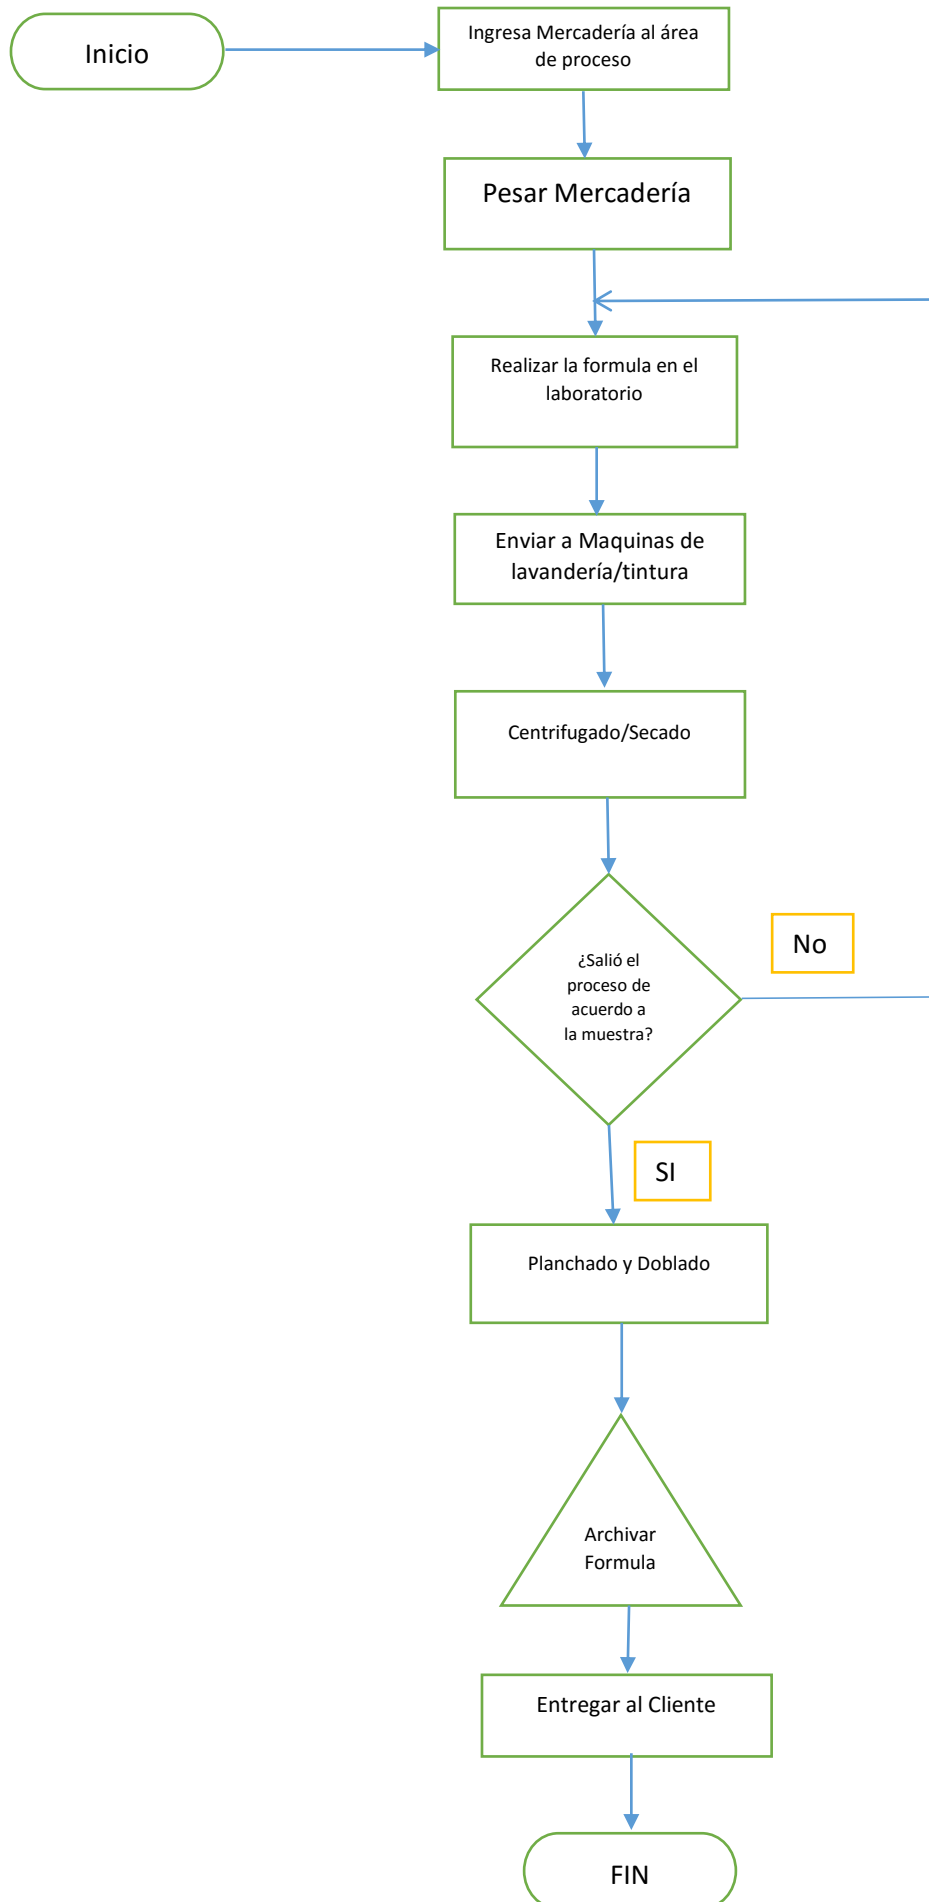 Inicio
Ingresa Mercadería al área
de proceso
Pesar Mercadería
Realizar la formula en el
laboratorio
Enviar a Maquinas de
lavandería/tintura
Centrifugado/Secado
¿Salió el
proceso de
acuerdo a
la muestra?
No
SI
Planchado y Doblado
Archivar
Formula
Entregar al Cliente
FIN